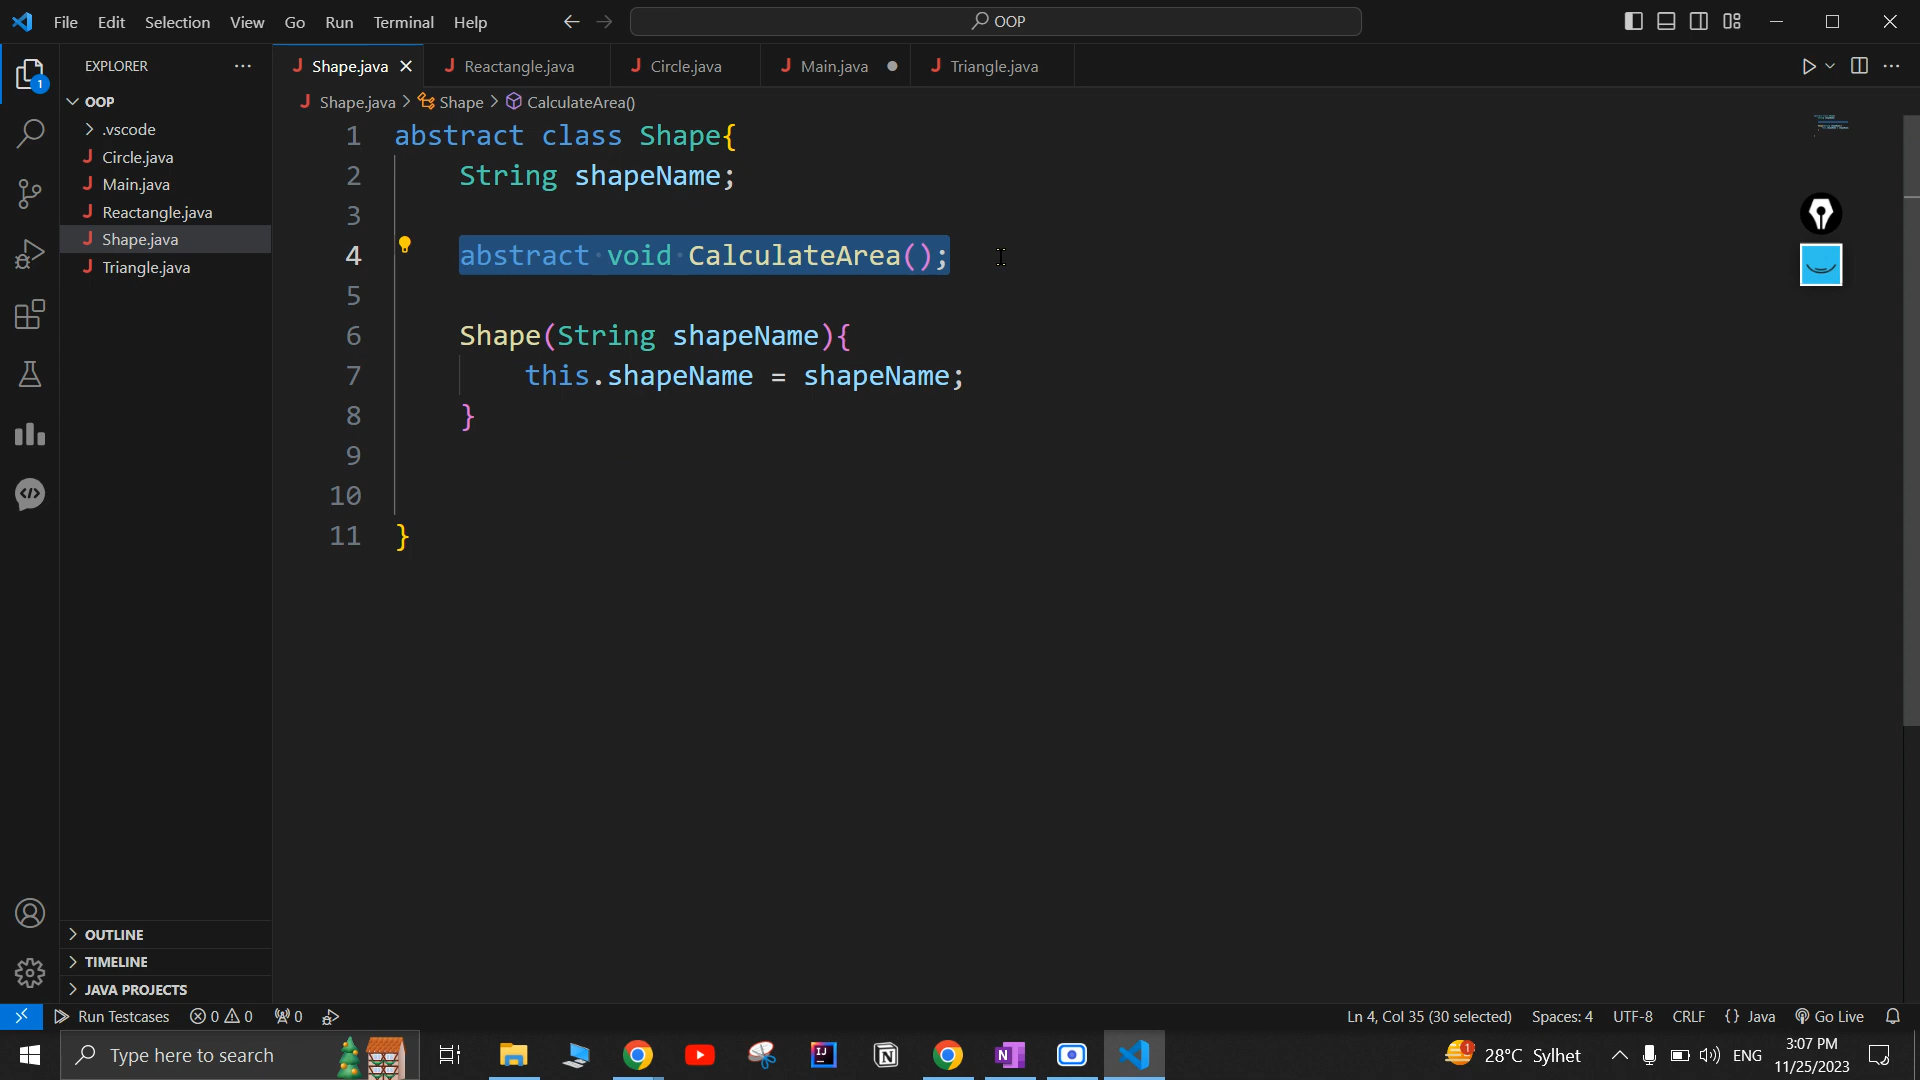 File Edit Selection View Go Run Terminal Help
OOP
EXPLORER
OOP
.vscode
Circle.java
Main.java
Reactangle.java
Shape.java
Triangle.java
OUTLINE
TIMELINE
JAVA PROJECTS
Shape.java Reactangle.java Circle.java Main.java Triangle.java
Shape.java > Shape > CalculateArea()
1 abstract class Shape{
2 String shapeName;
3
4 abstract void CalculateArea();
5
6 Shape(String shapeName){
7 this.shapeName = shapeName;
8 }
9
10
11 }
Run Testcases 0 0 0 Ln 4, Col 35 (30 selected) Spaces: 4 UTF-8 CRLF {} Java Go Live
Type here to search 28°C Sylhet ENG 3:07 PM
11/25/2023